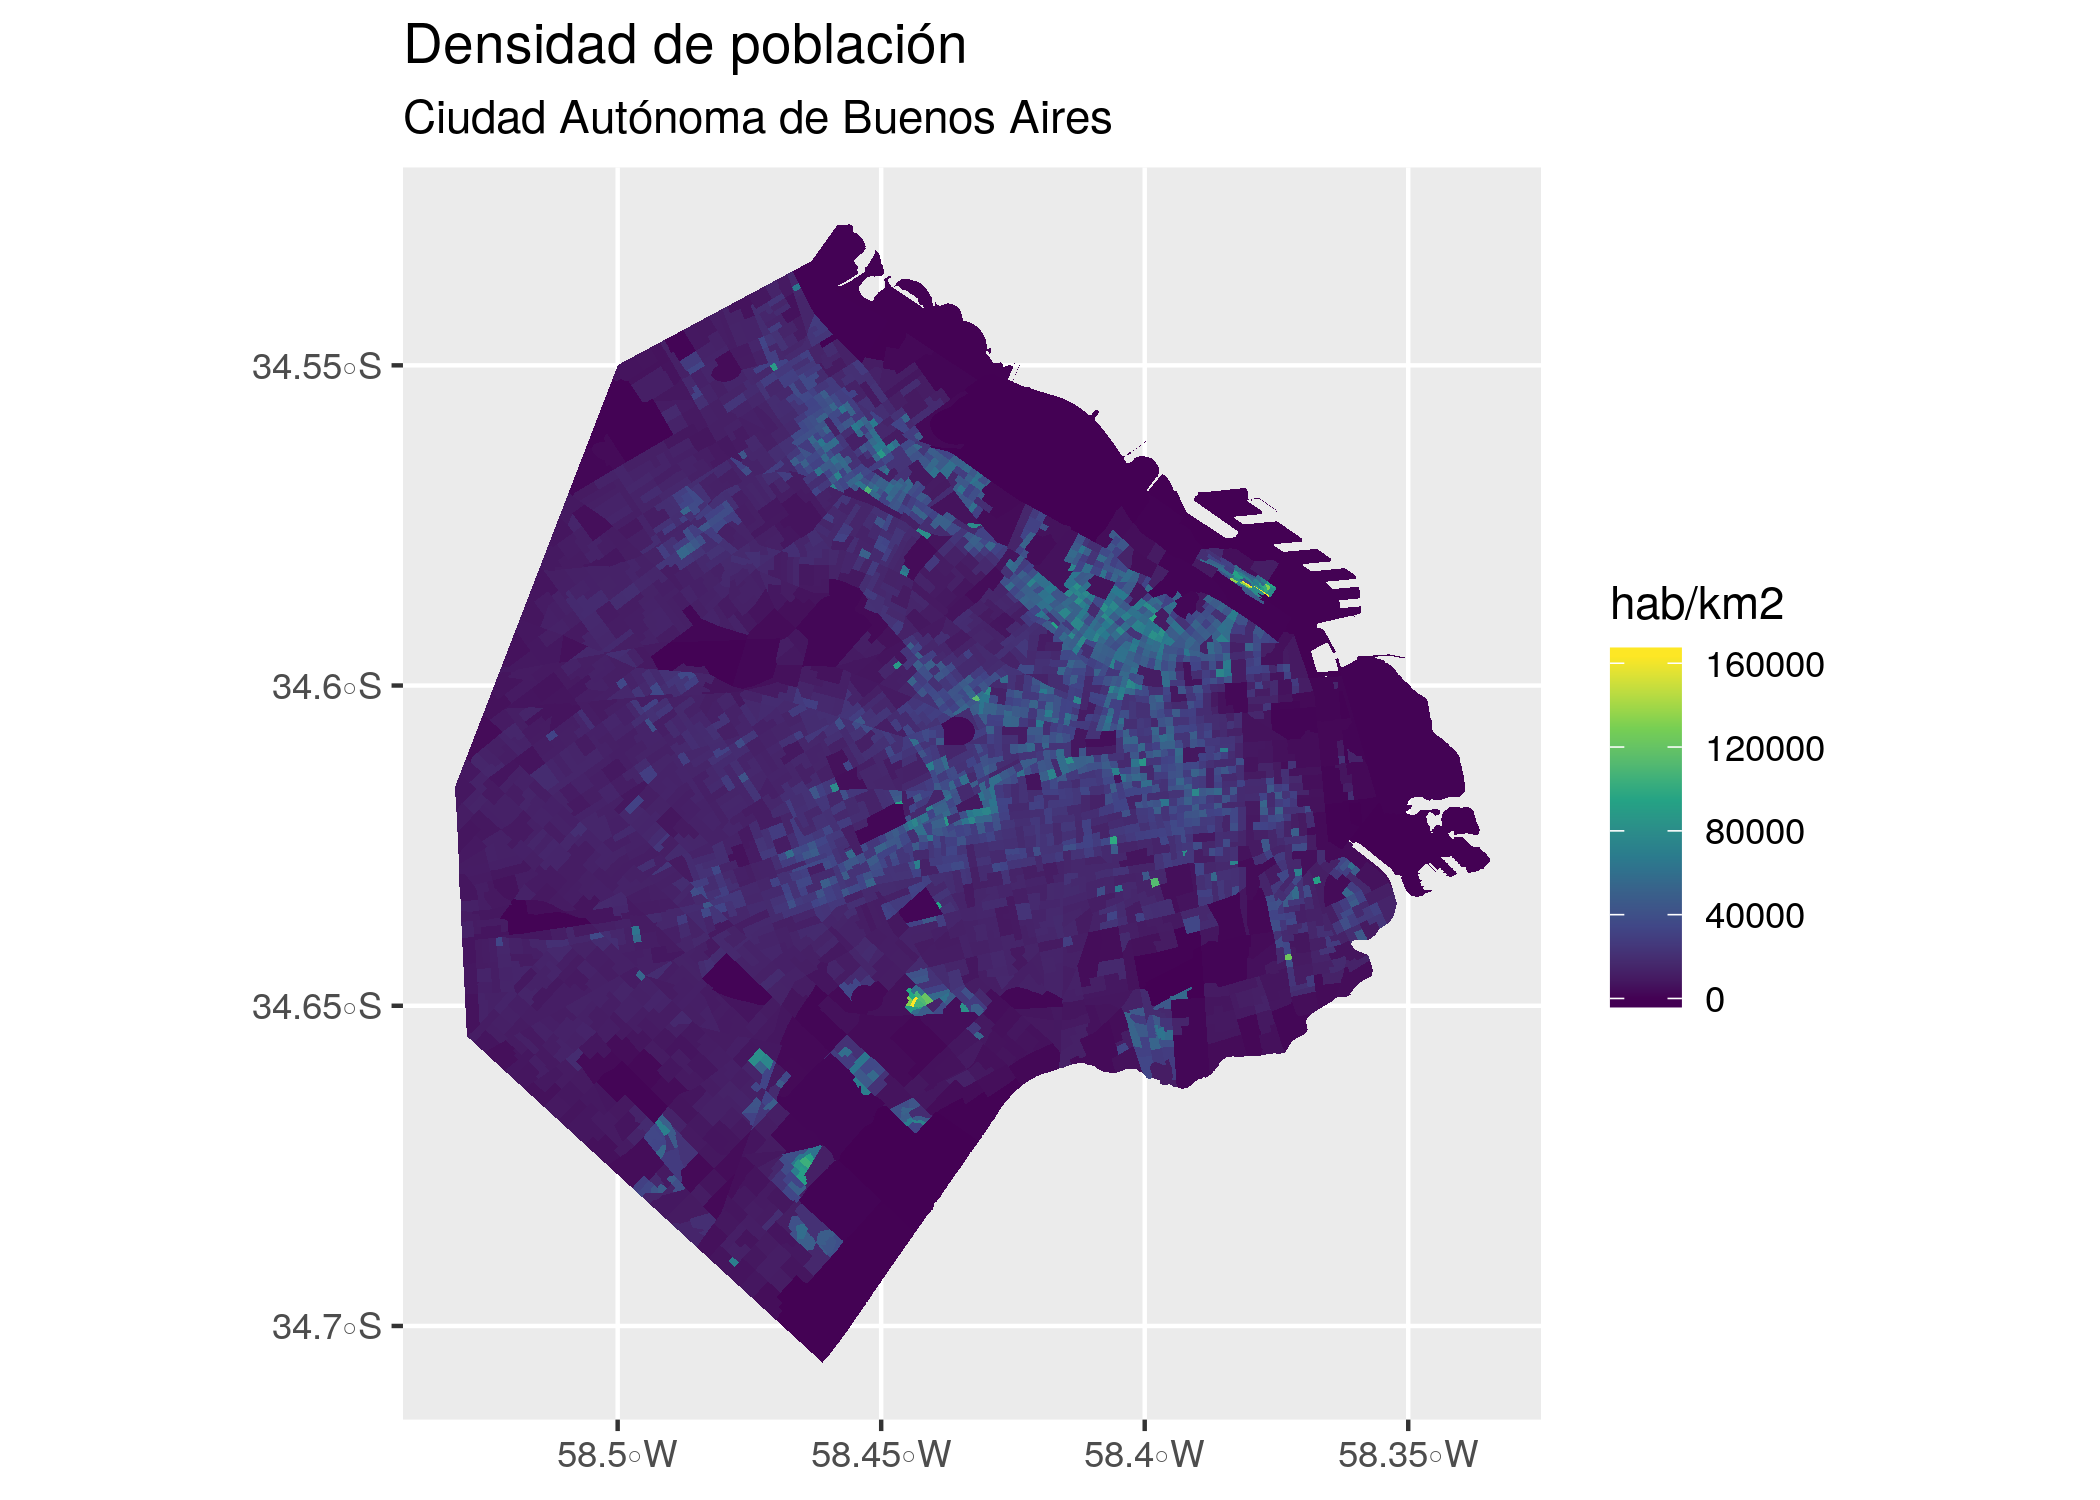 Densidad de población
Ciudad Autónoma de Buenos Aires
34.55°S
34.6°S
34.65°S
34.7°S
58.5°W
58.45°W
58.4°W
58.35°W
hab/km2
160000
120000
80000
40000
0